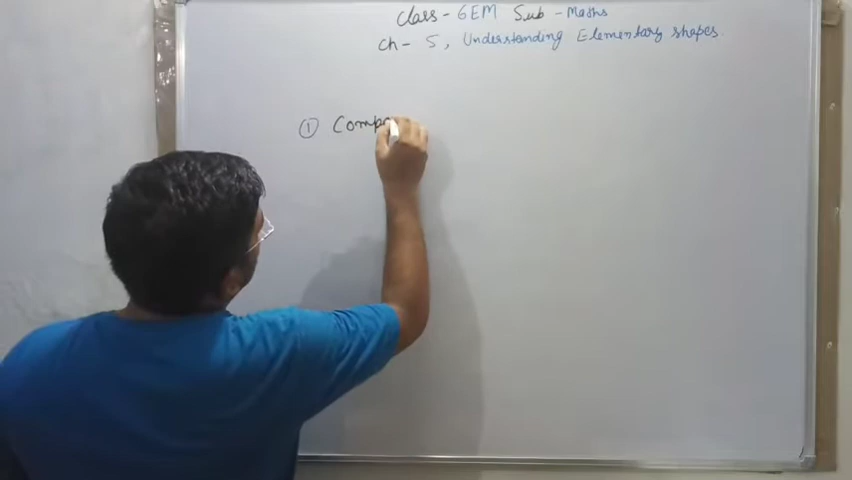 Class - 6EM Sub - Maths
Ch - 5, Understanding Elementary shapes.
① Comp